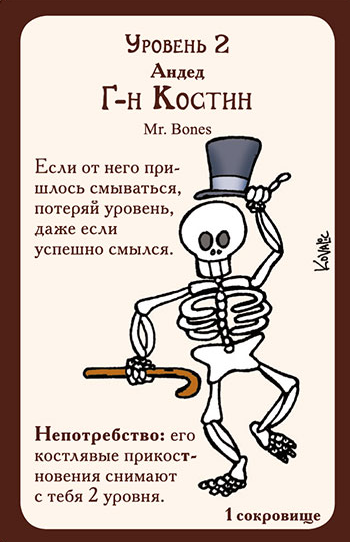 Уровень 2
Андед
Г-н Костин
Mr. Bones
Если от него при-
шлось смываться,
потеряй уровень,
даже если
успешно смылся.
Kovalic
Непотребство: его
костлявые прикост-
новения снимают
с тебя 2 уровня.
1 сокровище